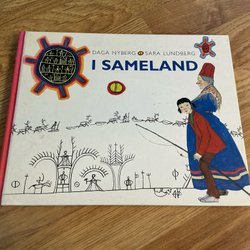 DAGA NYBERG & SARA LUNDBERG
I SAMELAND